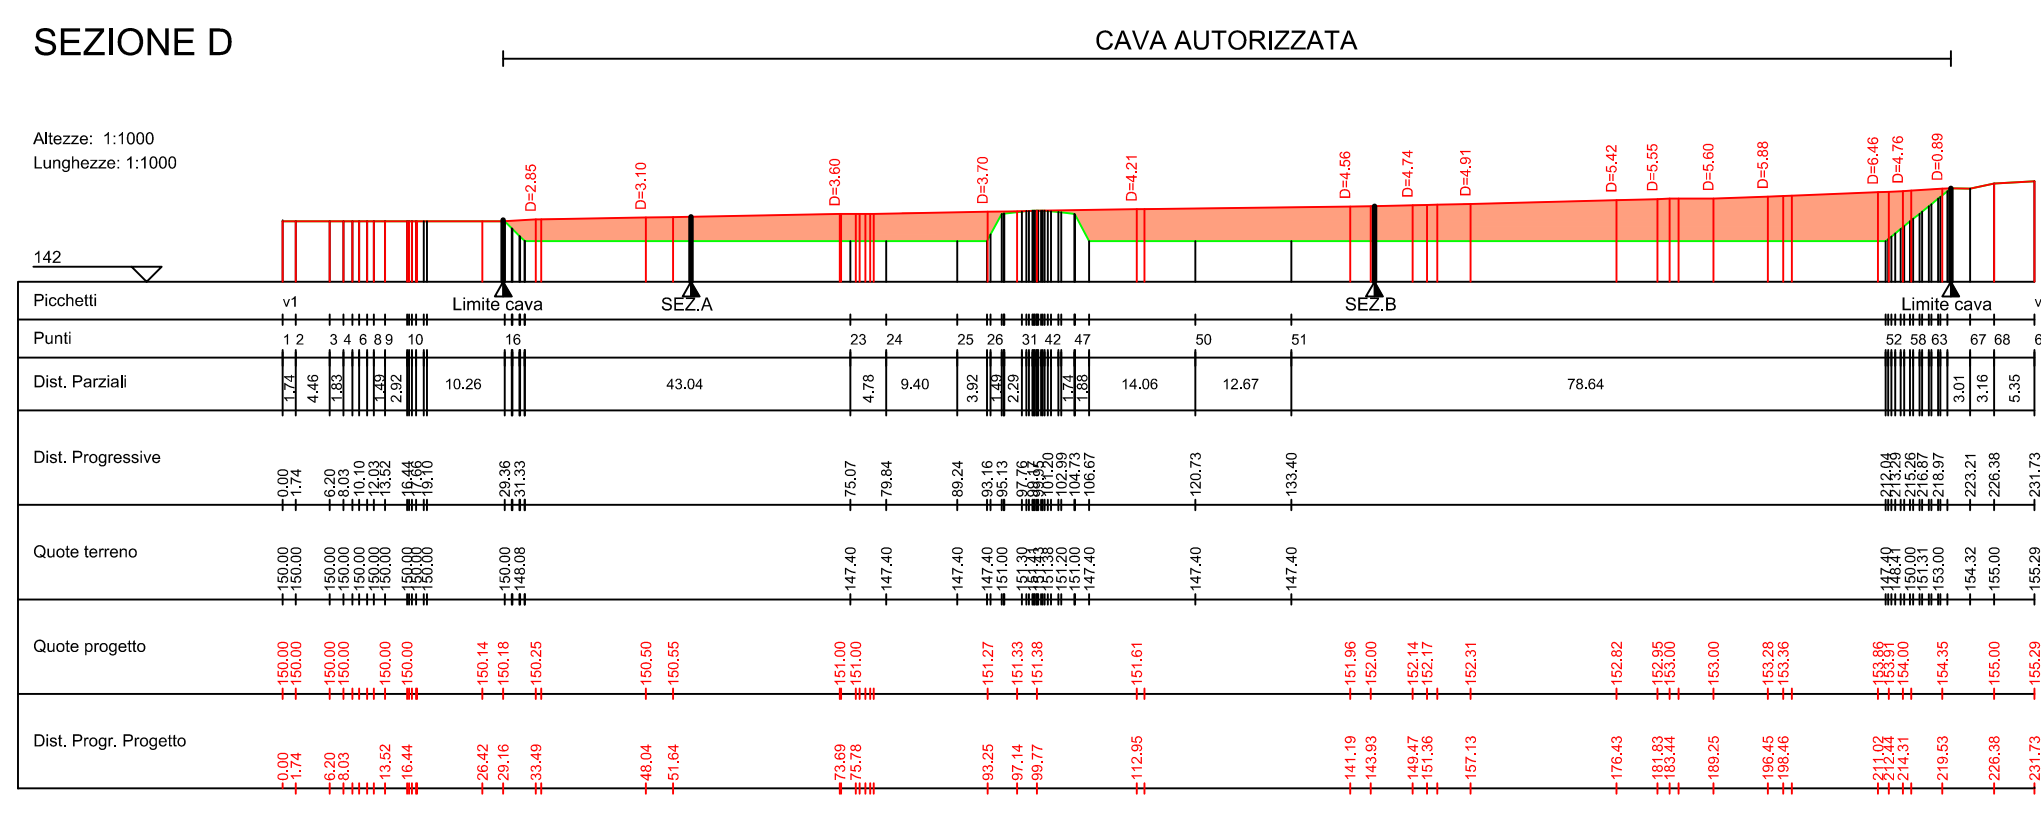 SEZIONE D
CAVA AUTORIZZATA
Altezze: 1:1000
Lunghezze: 1:1000
D=2.85 D=3.10 D=3.60 D=3.70 D=4.21 D=4.56 D=4.74 D=4.91 D=5.42 D=5.55 D=5.60 D=5.88 D=6.46 D=4.76 D=0.89
142
Picchetti v1 Limite cava SEZ.A SEZ.B Limite cava v
Punti 1 2 3 4 6 8 9 10 16 23 24 25 26 31 42 47 50 51 52 58 63 67 68 6
Dist. Parziali 1.74 4.46 1.83 1.49 2.92 10.26 43.04 4.78 9.40 3.92 1.49 2.29 1.74 1.88 14.06 12.67 78.64 3.01 3.16 5.35
Dist. Progressive 0.00 1.74 6.20 8.03 10.10 12.03 13.52 16.44 17.66 19.10 29.36 31.33 75.07 79.84 89.24 93.16 95.13 97.76 101.20 102.99 104.73 106.67 120.73 133.40 212.04 213.29 215.26 216.87 218.97 223.21 226.38 231.73
Quote terreno 150.00 150.00 150.00 150.00 150.00 150.00 150.00 150.00 150.00 150.00 150.00 148.08 147.40 147.40 147.40 147.40 151.00 151.30 151.38 151.20 151.00 147.40 147.40 147.40 147.40 148.41 150.00 151.31 153.00 154.32 155.00 155.29
Quote progetto 150.00 150.00 150.00 150.00 150.00 150.00 150.14 150.18 150.25 150.50 150.55 151.00 151.00 151.27 151.33 151.38 151.61 151.96 152.00 152.14 152.17 152.31 152.82 152.95 153.00 153.00 153.28 153.36 153.86 153.91 154.00 154.35 155.00 155.29
Dist. Progr. Progetto 0.00 1.74 6.20 8.03 13.52 16.44 26.42 29.16 33.49 48.04 51.64 73.69 75.78 93.25 97.14 99.77 112.95 141.19 143.93 149.47 151.36 157.13 176.43 181.83 183.44 189.25 196.45 198.46 211.02 212.44 214.31 219.53 226.38 231.73